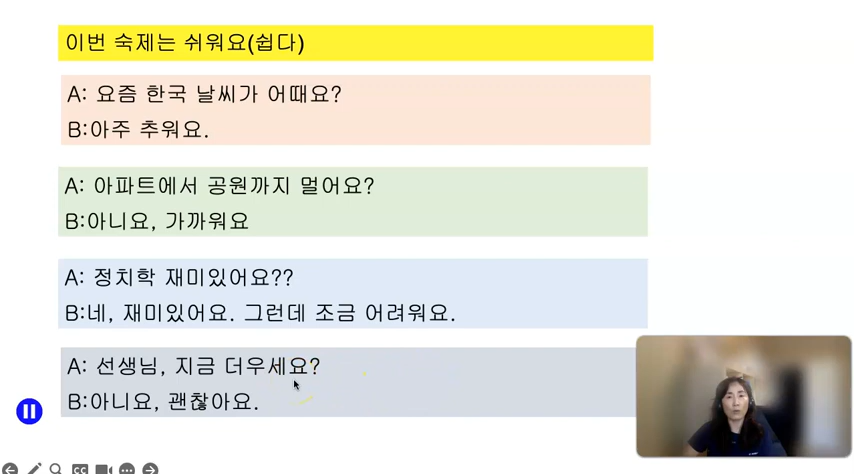 이번 숙제는 쉬워요(쉽다)
A: 요즘 한국 날씨가 어때요?
B:아주 추워요.
A: 아파트에서 공원까지 멀어요?
B:아니요, 가까워요
A: 정치학 재미있어요??
B:네, 재미있어요. 그런데 조금 어려워요.
A: 선생님, 지금 더우세요?
B:아니요, 괜찮아요.
CC